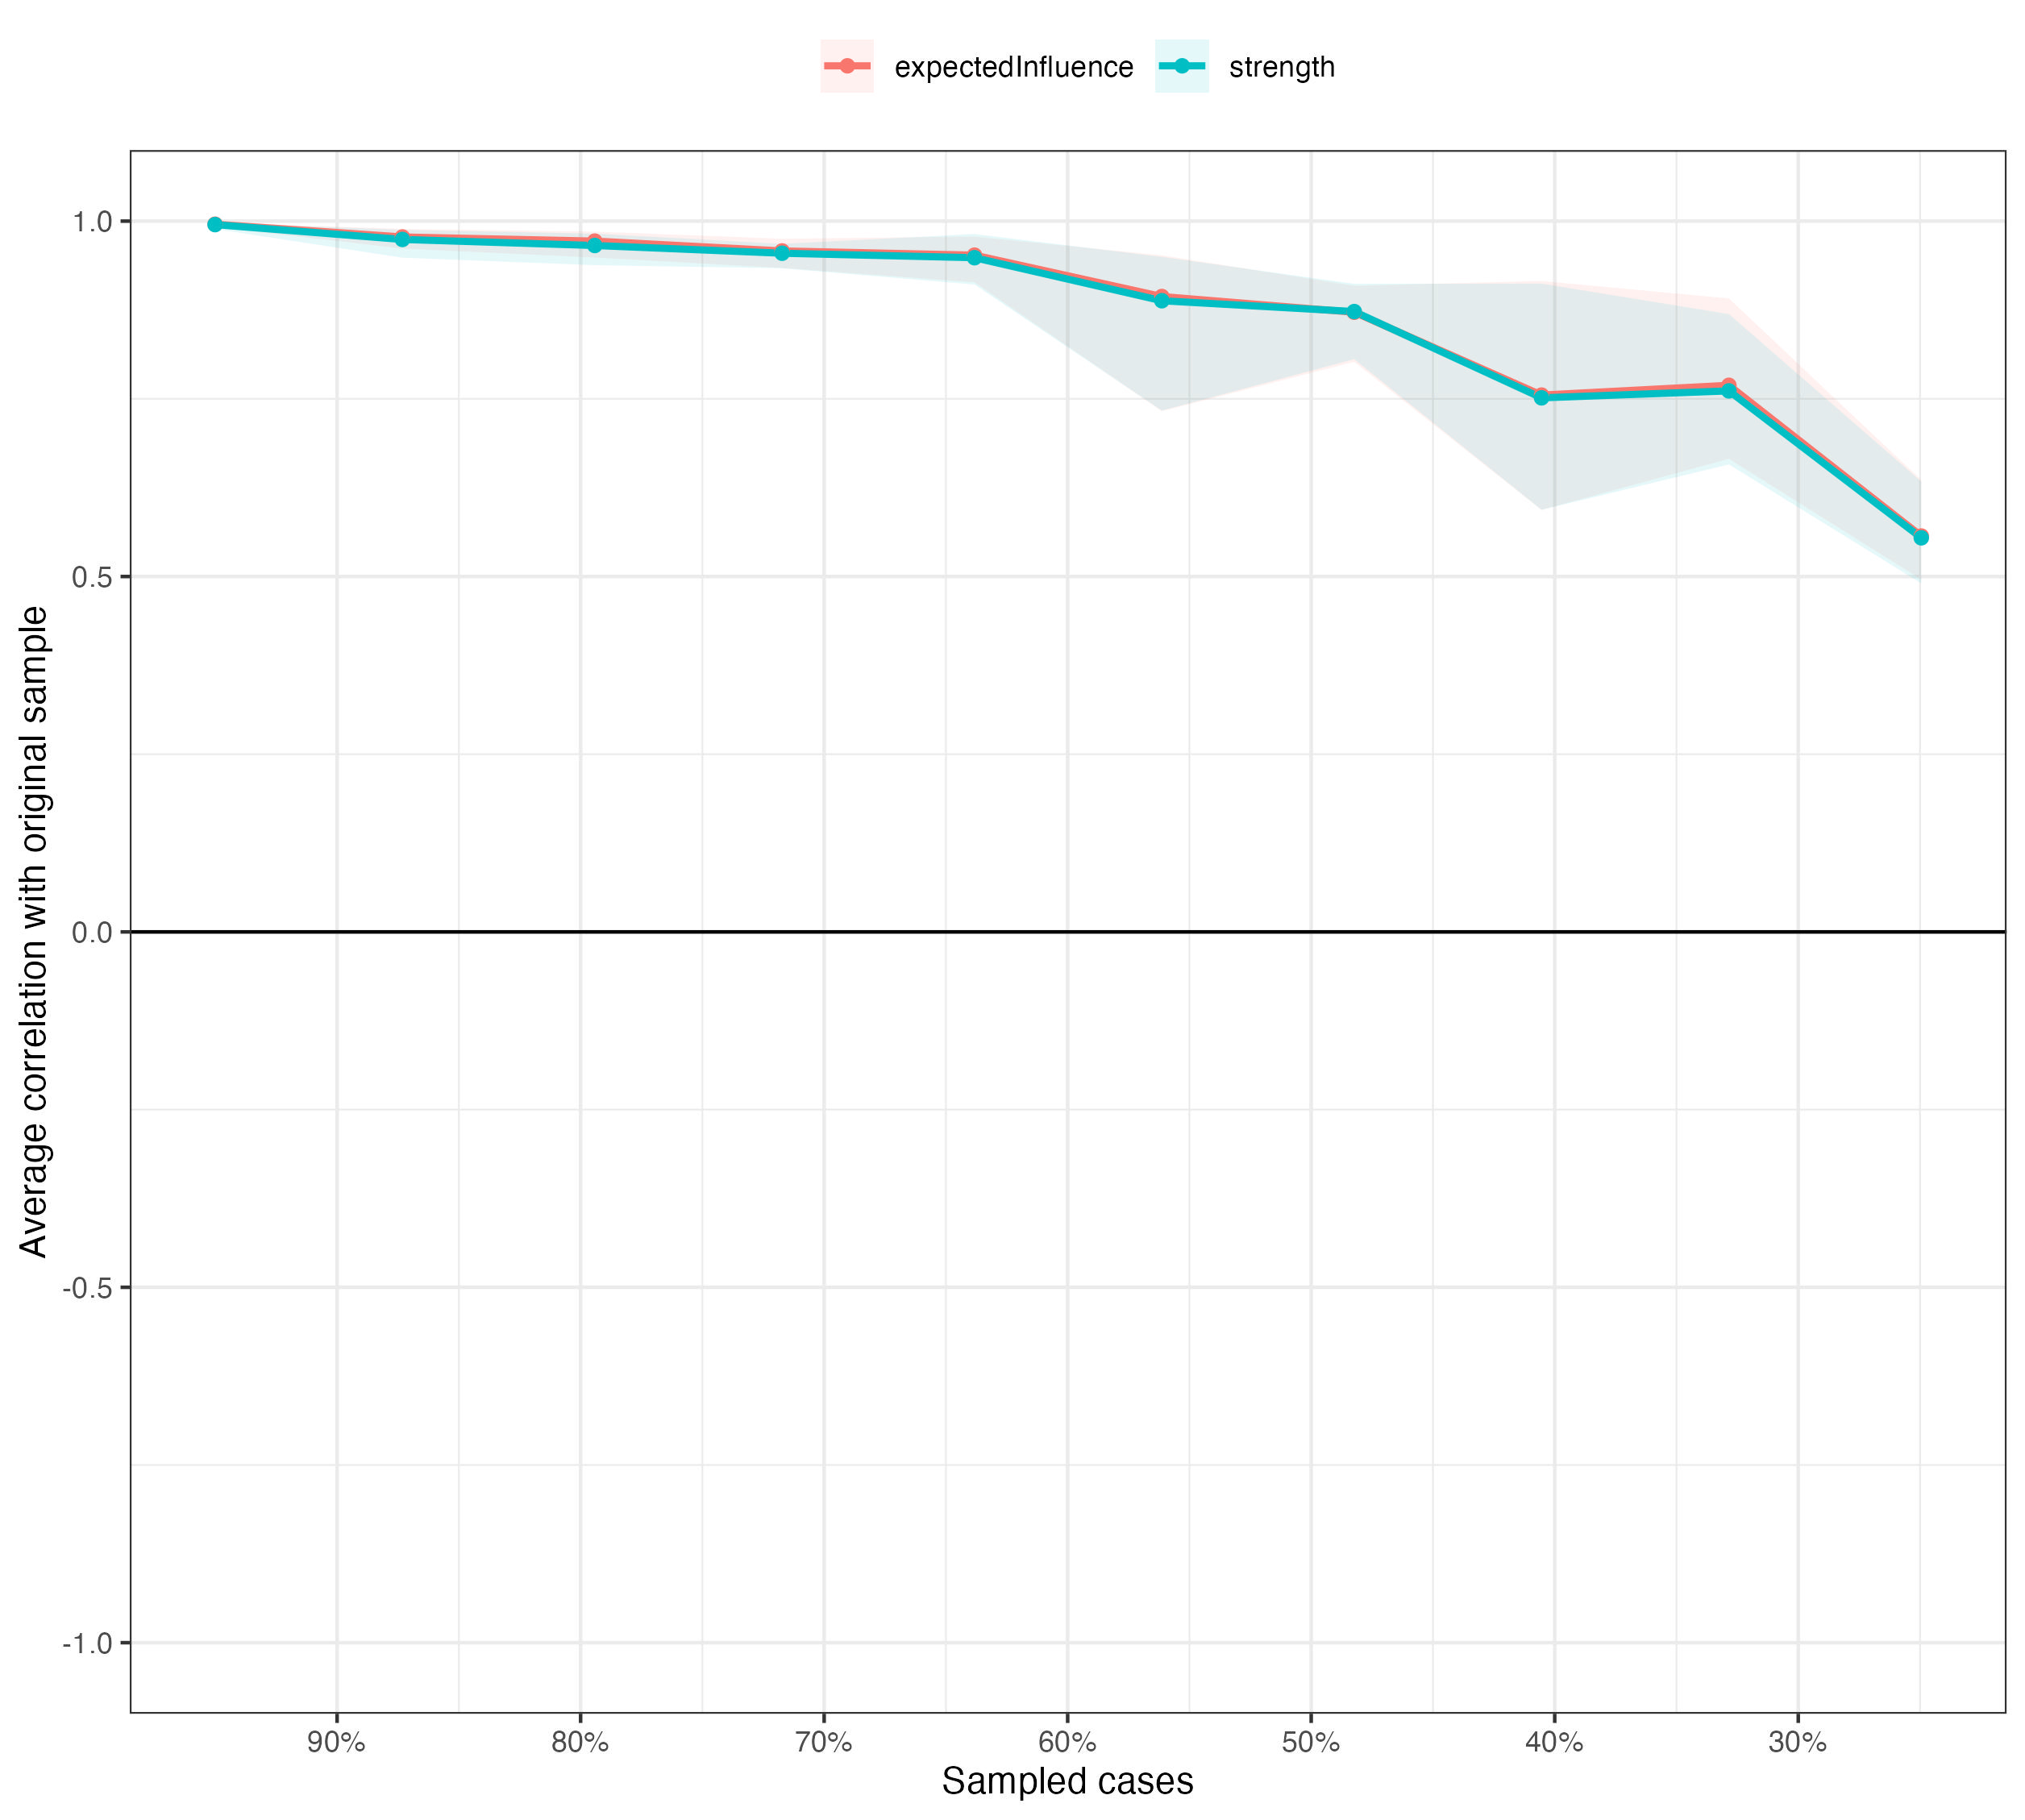 expectedInfluence strength
1.0
0.5
0.0
-0.5
-1.0
Average correlation with original sample
90% 80% 70% 60% 50% 40% 30%
Sampled cases